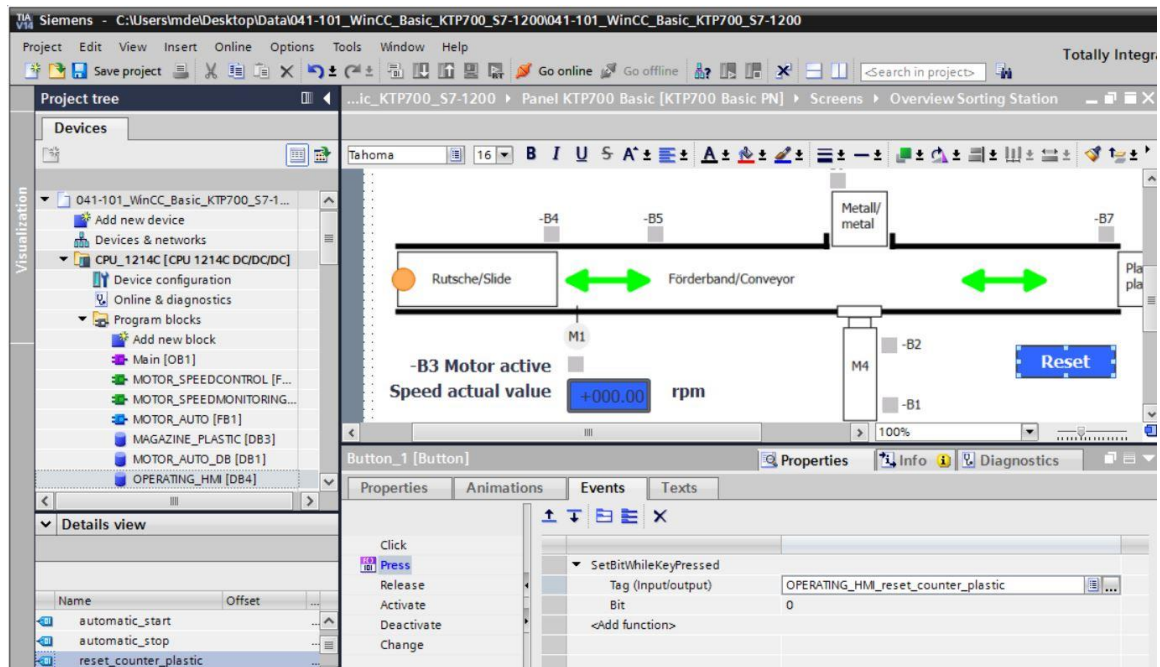 TIA V14 Siemens - C:\Users\mde\Desktop\Data\041-101_WinCC_Basic_KTP700_S7-1200\041-101_WinCC_Basic_KTP700_S7-1200
Project Edit View Insert Online Options Tools Window Help
Totally Integra
Save project Go online Go offline <Search in project>
Project tree
...ic_KTP700_S7-1200 Panel KTP700 Basic [KTP700 Basic PN] Screens Overview Sorting Station
Devices
Tahoma 16 B I U S A
Visualization
041-101_WinCC_Basic_KTP700_S7-1...
Add new device
Devices & networks
CPU_1214C [CPU 1214C DC/DC/DC]
Device configuration
Online & diagnostics
Program blocks
Add new block
Main [OB1]
MOTOR_SPEEDCONTROL [F...
MOTOR_SPEEDMONITORING...
MOTOR_AUTO [FB1]
MAGAZINE_PLASTIC [DB3]
MOTOR_AUTO_DB [DB1]
OPERATING_HMI [DB4]
Metall/
metal
-B4 -B5 -B7
Rutsche/Slide Förderband/Conveyor
Pla
pla
M1
-B3 Motor active
Speed actual value +000.00 rpm
M4
-B2
-B1
Reset
100%
Button_1 [Button]
Properties Info Diagnostics
Properties Animations Events Texts
Details view
Name Offset ...
automatic_start ...
automatic_stop ...
reset_counter_plastic ...
Click
Press
Release
Activate
Deactivate
Change
SetBitWhileKeyPressed
Tag (Input/output) OPERATING_HMI_reset_counter_plastic ...
Bit 0
<Add function>